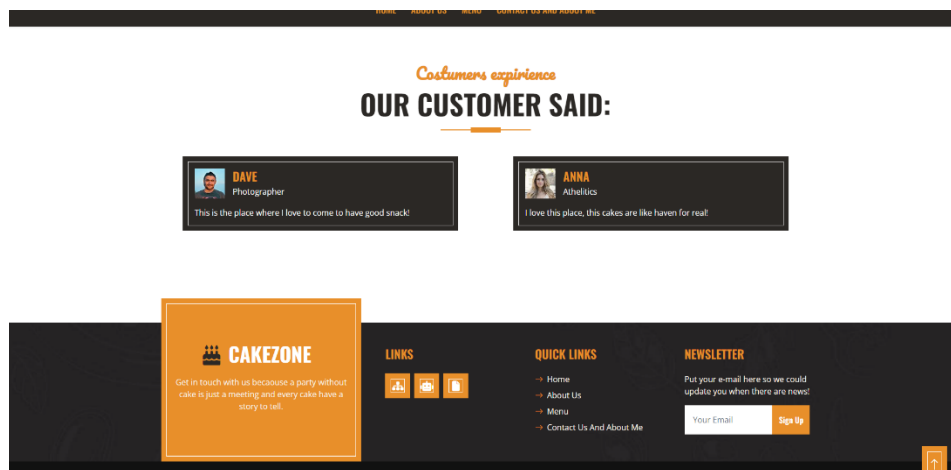 HOME ABOUT US MENU CONTACT US AND ABOUT ME
Costumers expirience
OUR CUSTOMER SAID:
DAVE
Photographer
This is the place where I love to come to have good snack!
ANNA
Athelitics
I love this place, this cakes are like haven for real!
CAKEZONE
Get in touch with us becaouse a party without
cake is just a meeting and every cake have a
story to tell.
LINKS
QUICK LINKS
Home
About Us
Menu
Contact Us And About Me
NEWSLETTER
Put your e-mail here so we could
update you when there are news!
Your Email
Sign Up